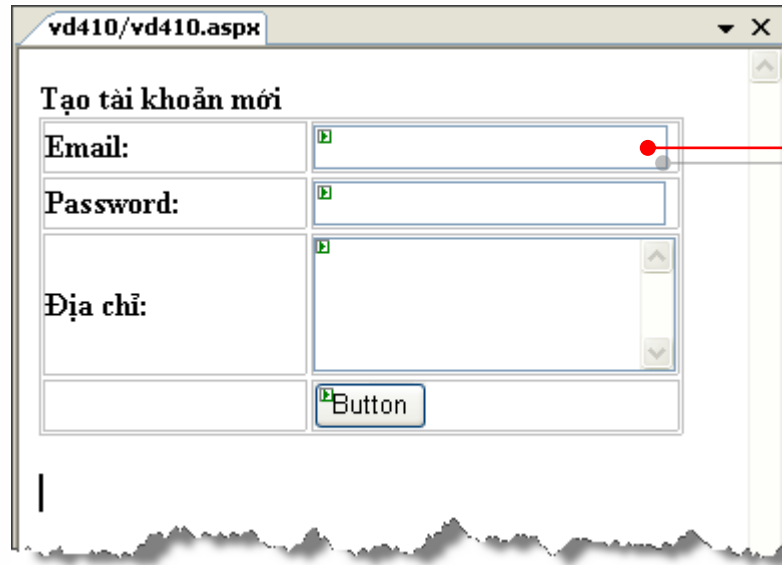 vd410/vd410.aspx
Tạo tài khoản mới
Email:
Password:
Địa chỉ:
Button